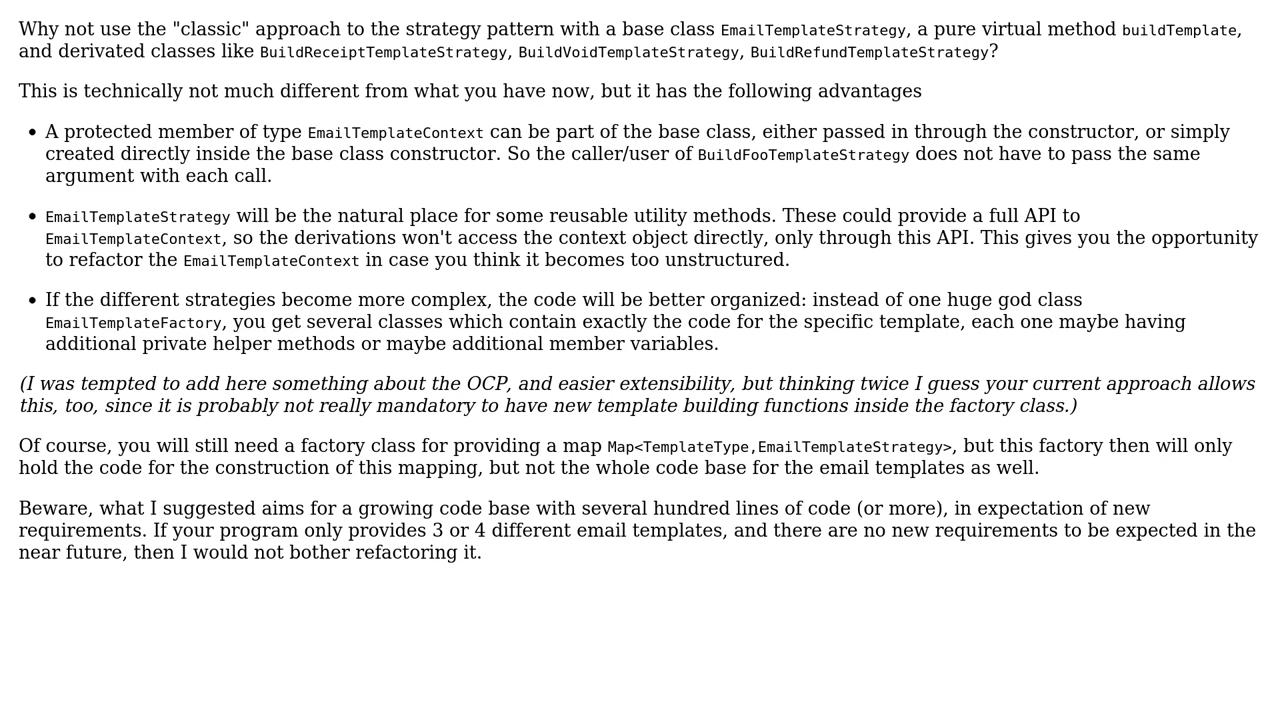 Why not use the "classic" approach to the strategy pattern with a base class EmailTemplateStrategy, a pure virtual method buildTemplate,
and derivated classes like BuildReceiptTemplateStrategy, BuildVoidTemplateStrategy, BuildRefundTemplateStrategy?
This is technically not much different from what you have now, but it has the following advantages
• A protected member of type EmailTemplateContext can be part of the base class, either passed in through the constructor, or simply
created directly inside the base class constructor. So the caller/user of BuildFooTemplateStrategy does not have to pass the same
argument with each call.
• EmailTemplateStrategy will be the natural place for some reusable utility methods. These could provide a full API to
EmailTemplateContext, so the derivations won't access the context object directly, only through this API. This gives you the opportunity
to refactor the EmailTemplateContext in case you think it becomes too unstructured.
• If the different strategies become more complex, the code will be better organized: instead of one huge god class
EmailTemplateFactory, you get several classes which contain exactly the code for the specific template, each one maybe having
additional private helper methods or maybe additional member variables.
(I was tempted to add here something about the OCP, and easier extensibility, but thinking twice I guess your current approach allows
this, too, since it is probably not really mandatory to have new template building functions inside the factory class.)
Of course, you will still need a factory class for providing a map Map<TemplateType,EmailTemplateStrategy>, but this factory then will only
hold the code for the construction of this mapping, but not the whole code base for the email templates as well.
Beware, what I suggested aims for a growing code base with several hundred lines of code (or more), in expectation of new
requirements. If your program only provides 3 or 4 different email templates, and there are no new requirements to be expected in the
near future, then I would not bother refactoring it.